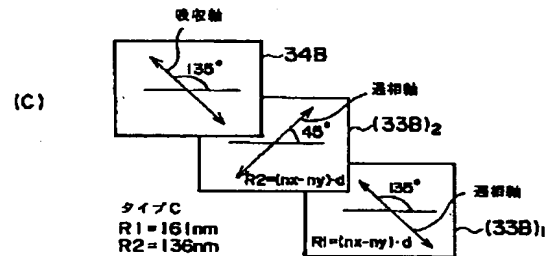 吸収軸
34B
135°
(C)
遅相軸
45°
(33B)2
R2=(nx-ny)·d
遅相軸
135°
タイプC
R1=161nm
R2=136nm
R1=(nx-ny)·d
(33B)1